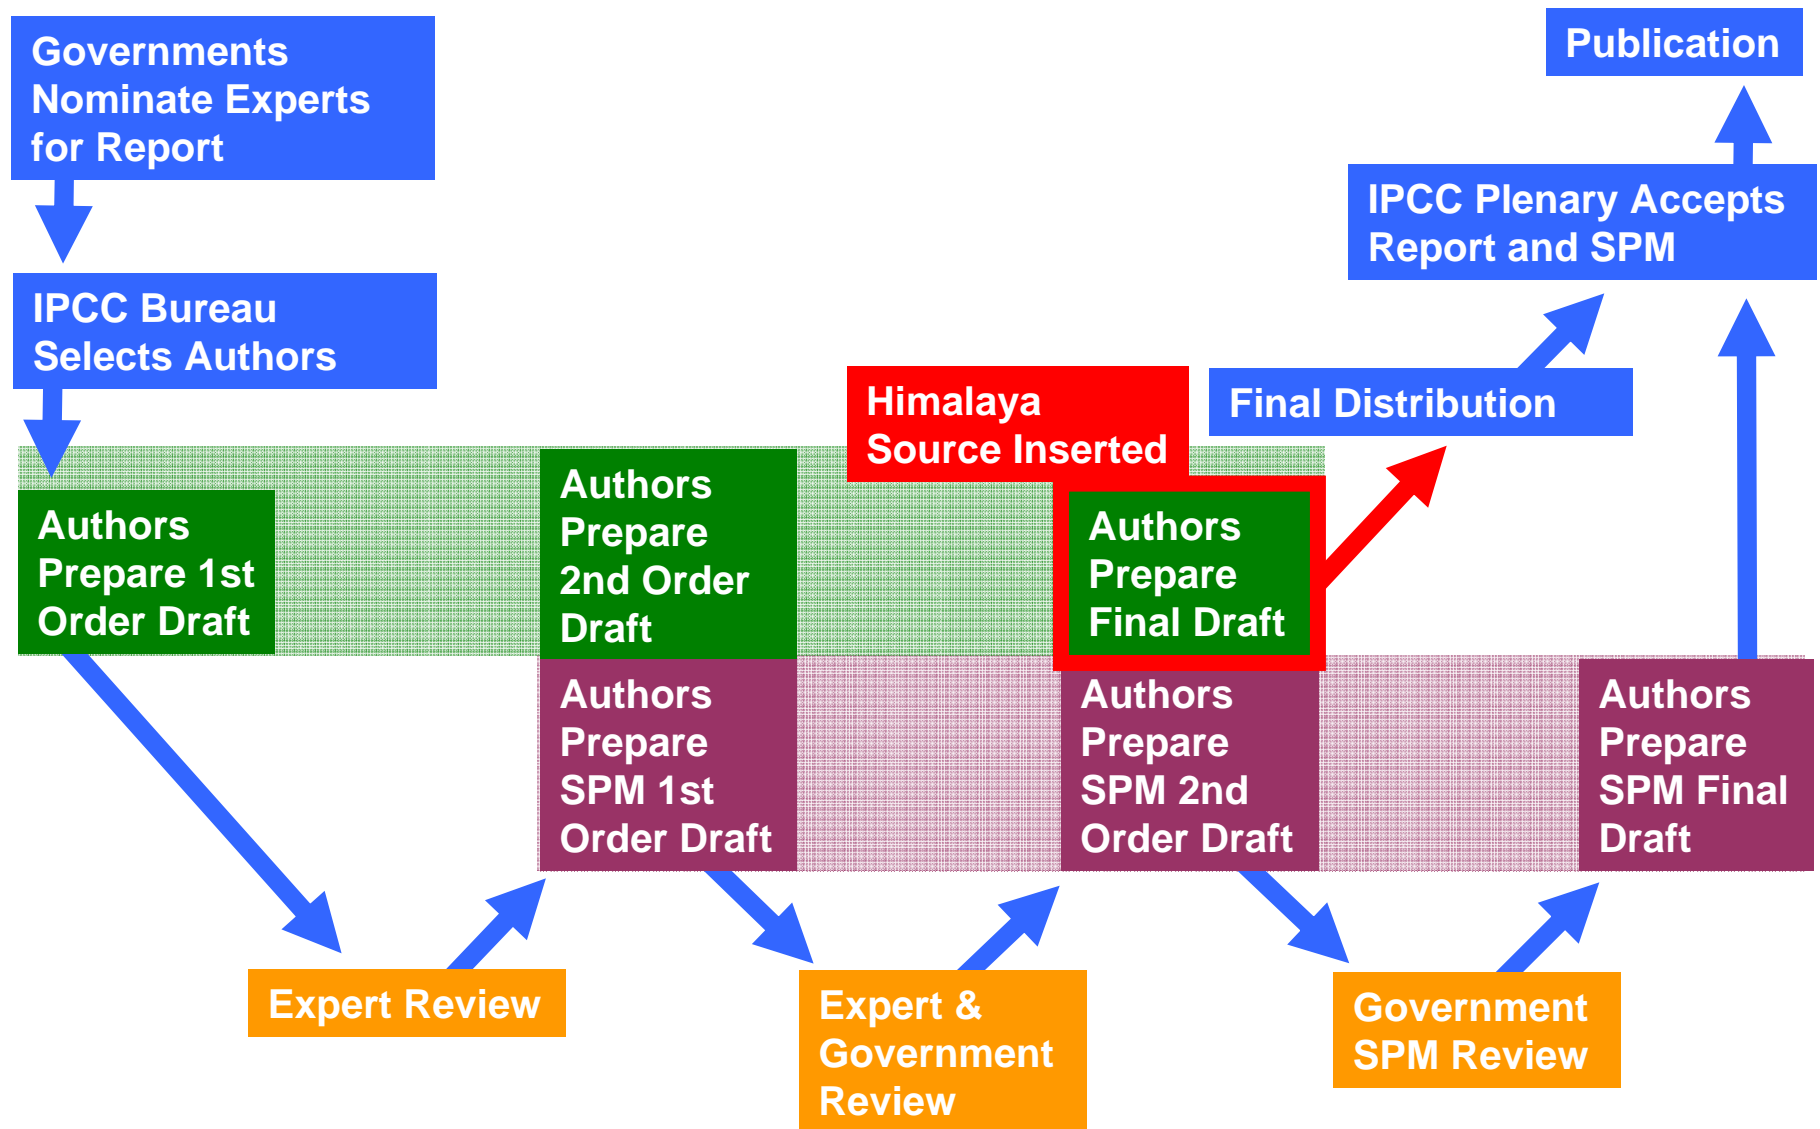 Governments
Nominate Experts
for Report
IPCC Bureau
Selects Authors
Publication
IPCC Plenary Accepts
Report and SPM
Himalaya
Source Inserted
Final Distribution
Authors
Prepare 1st
Order Draft
Authors
Prepare
2nd Order
Draft
Authors
Prepare
Final Draft
Authors
Prepare
SPM 1st
Order Draft
Authors
Prepare
SPM 2nd
Order Draft
Authors
Prepare
SPM Final
Draft
Expert Review
Expert &
Government
Review
Government
SPM Review